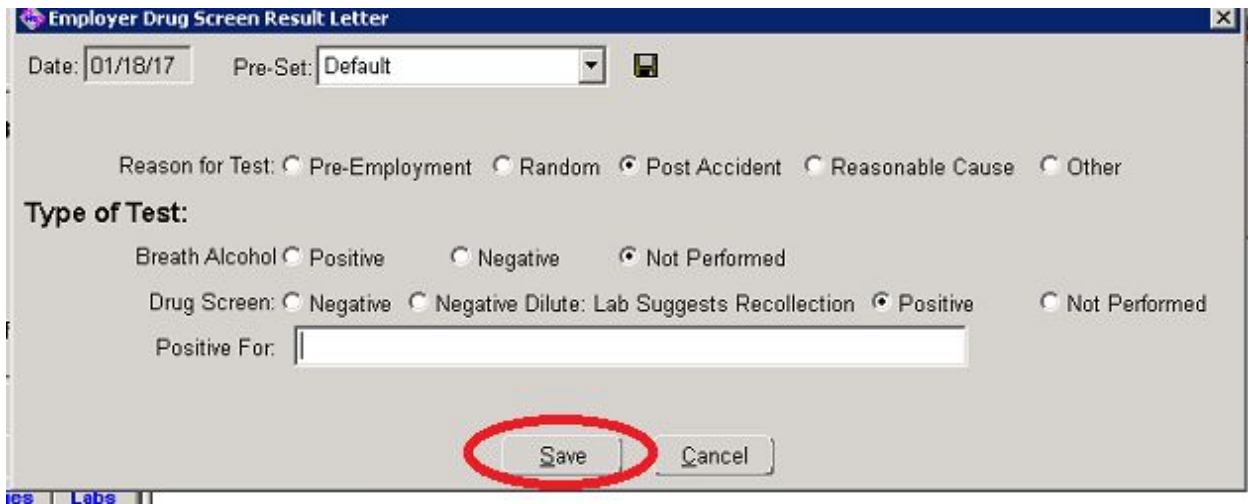 Employer Drug Screen Result Letter
Date: 01/18/17 Pre-Set: Default
Reason for Test: Pre-Employment Random Post Accident Reasonable Cause Other
Type of Test:
Breath Alcohol Positive Negative Not Performed
Drug Screen: Negative Negative Dilute: Lab Suggests Recollection Positive Not Performed
Positive For:
Save Cancel
Labs